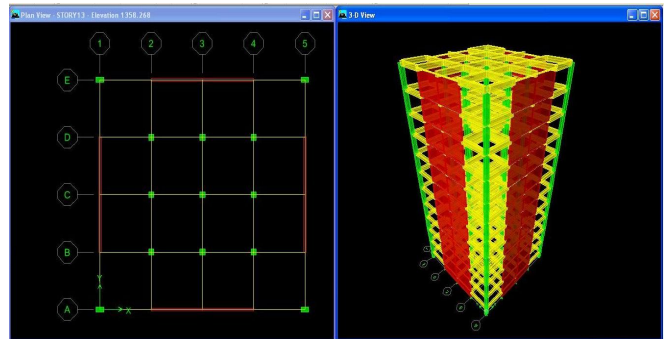 Plan View - STORY13 - Elevation 1358.268
3-D View
1 2 3 4 5
E
D
C
B
Y
A
X